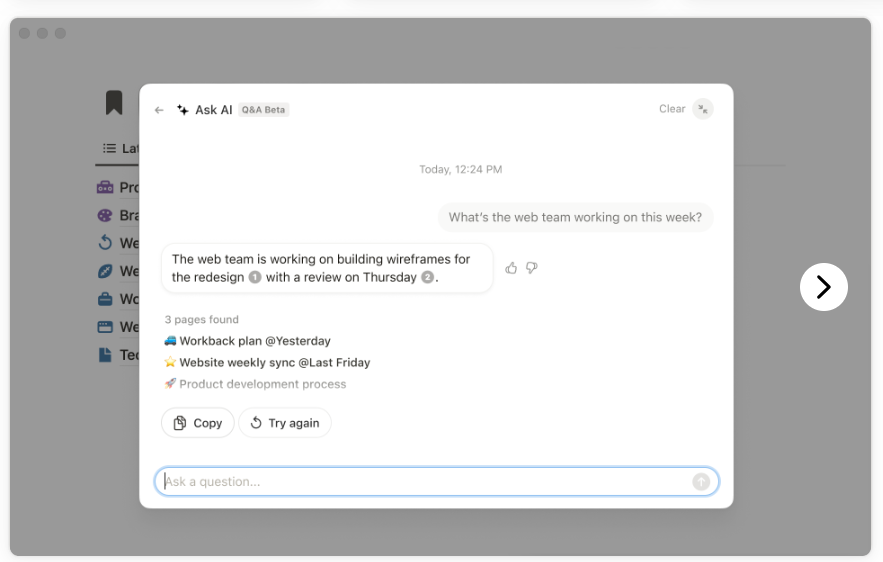 Ask AI Q&A Beta
Clear
Today, 12:24 PM
What's the web team working on this week?
The web team is working on building wireframes for
the redesign 1 with a review on Thursday 2.
3 pages found
Workback plan @Yesterday
Website weekly sync @Last Friday
Product development process
Copy
Try again
Ask a question...
Lat
Pro
Bra
We
We
Wo
We
Tec